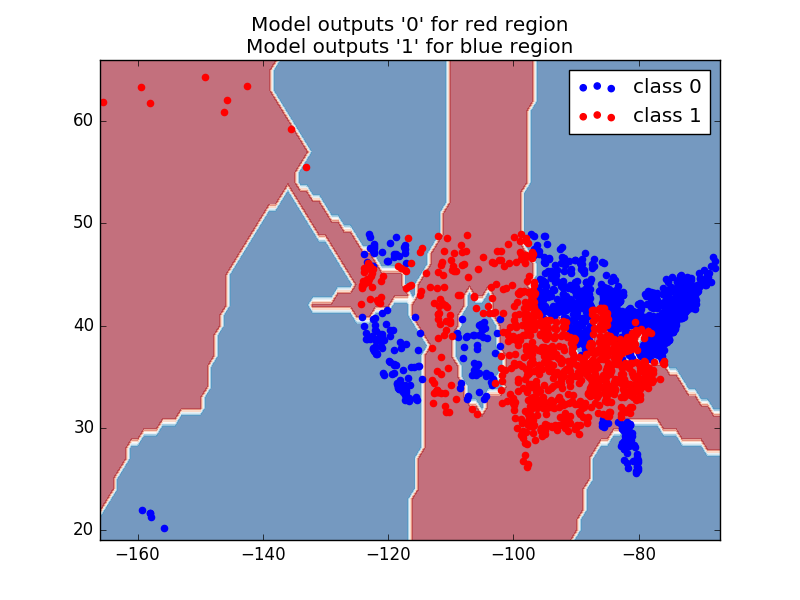 Model outputs '0' for red region
Model outputs '1' for blue region
class 0
class 1
60
50
40
30
20
−160
−140
−120
−100
−80